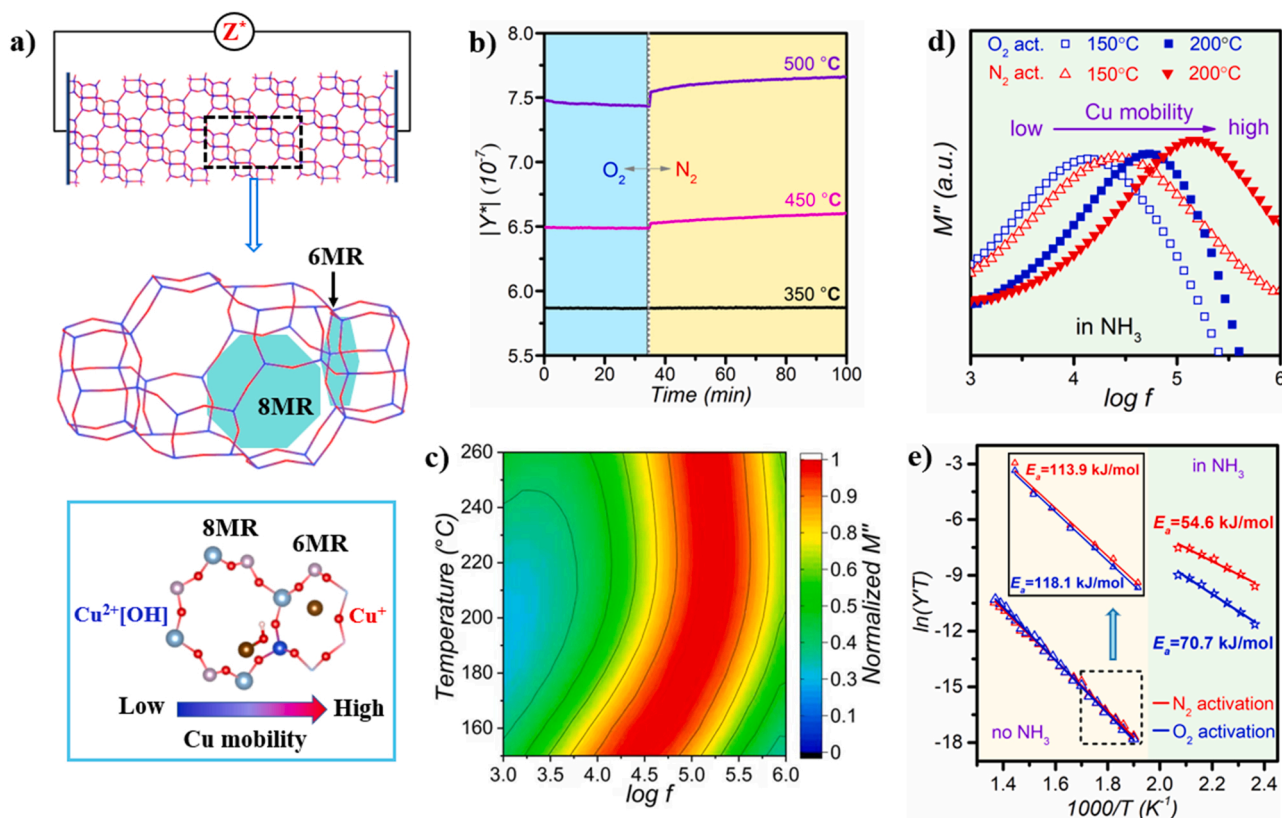 a)
Z*
6MR
8MR
8MR
6MR
Cu2+[OH]
Cu+
Low
High
Cu mobility
b)
|Y*| (10-7)
8.0
7.5
7.0
6.5
6.0
5.5
500 °C
O2
N2
450 °C
350 °C
0
20
40
60
80
100
Time (min)
c)
Temperature (°C)
260
240
220
200
180
160
3.0
3.5
4.0
4.5
5.0
5.5
6.0
log f
1
0.9
0.8
0.7
0.6
0.5
0.4
0.3
0.2
0.1
0
Normalized M''
d)
O2 act. 150°C 200°C
N2 act. 150°C 200°C
Cu mobility
low
high
M'' (a.u.)
in NH3
3
4
5
6
log f
e)
ln(Y'T)
-3
-6
-9
-12
-15
-18
Ea=113.9 kJ/mol
Ea=118.1 kJ/mol
in NH3
Ea=54.6 kJ/mol
Ea=70.7 kJ/mol
no NH3
N2 activation
O2 activation
1.4
1.6
1.8
2.0
2.2
2.4
1000/T (K-1)